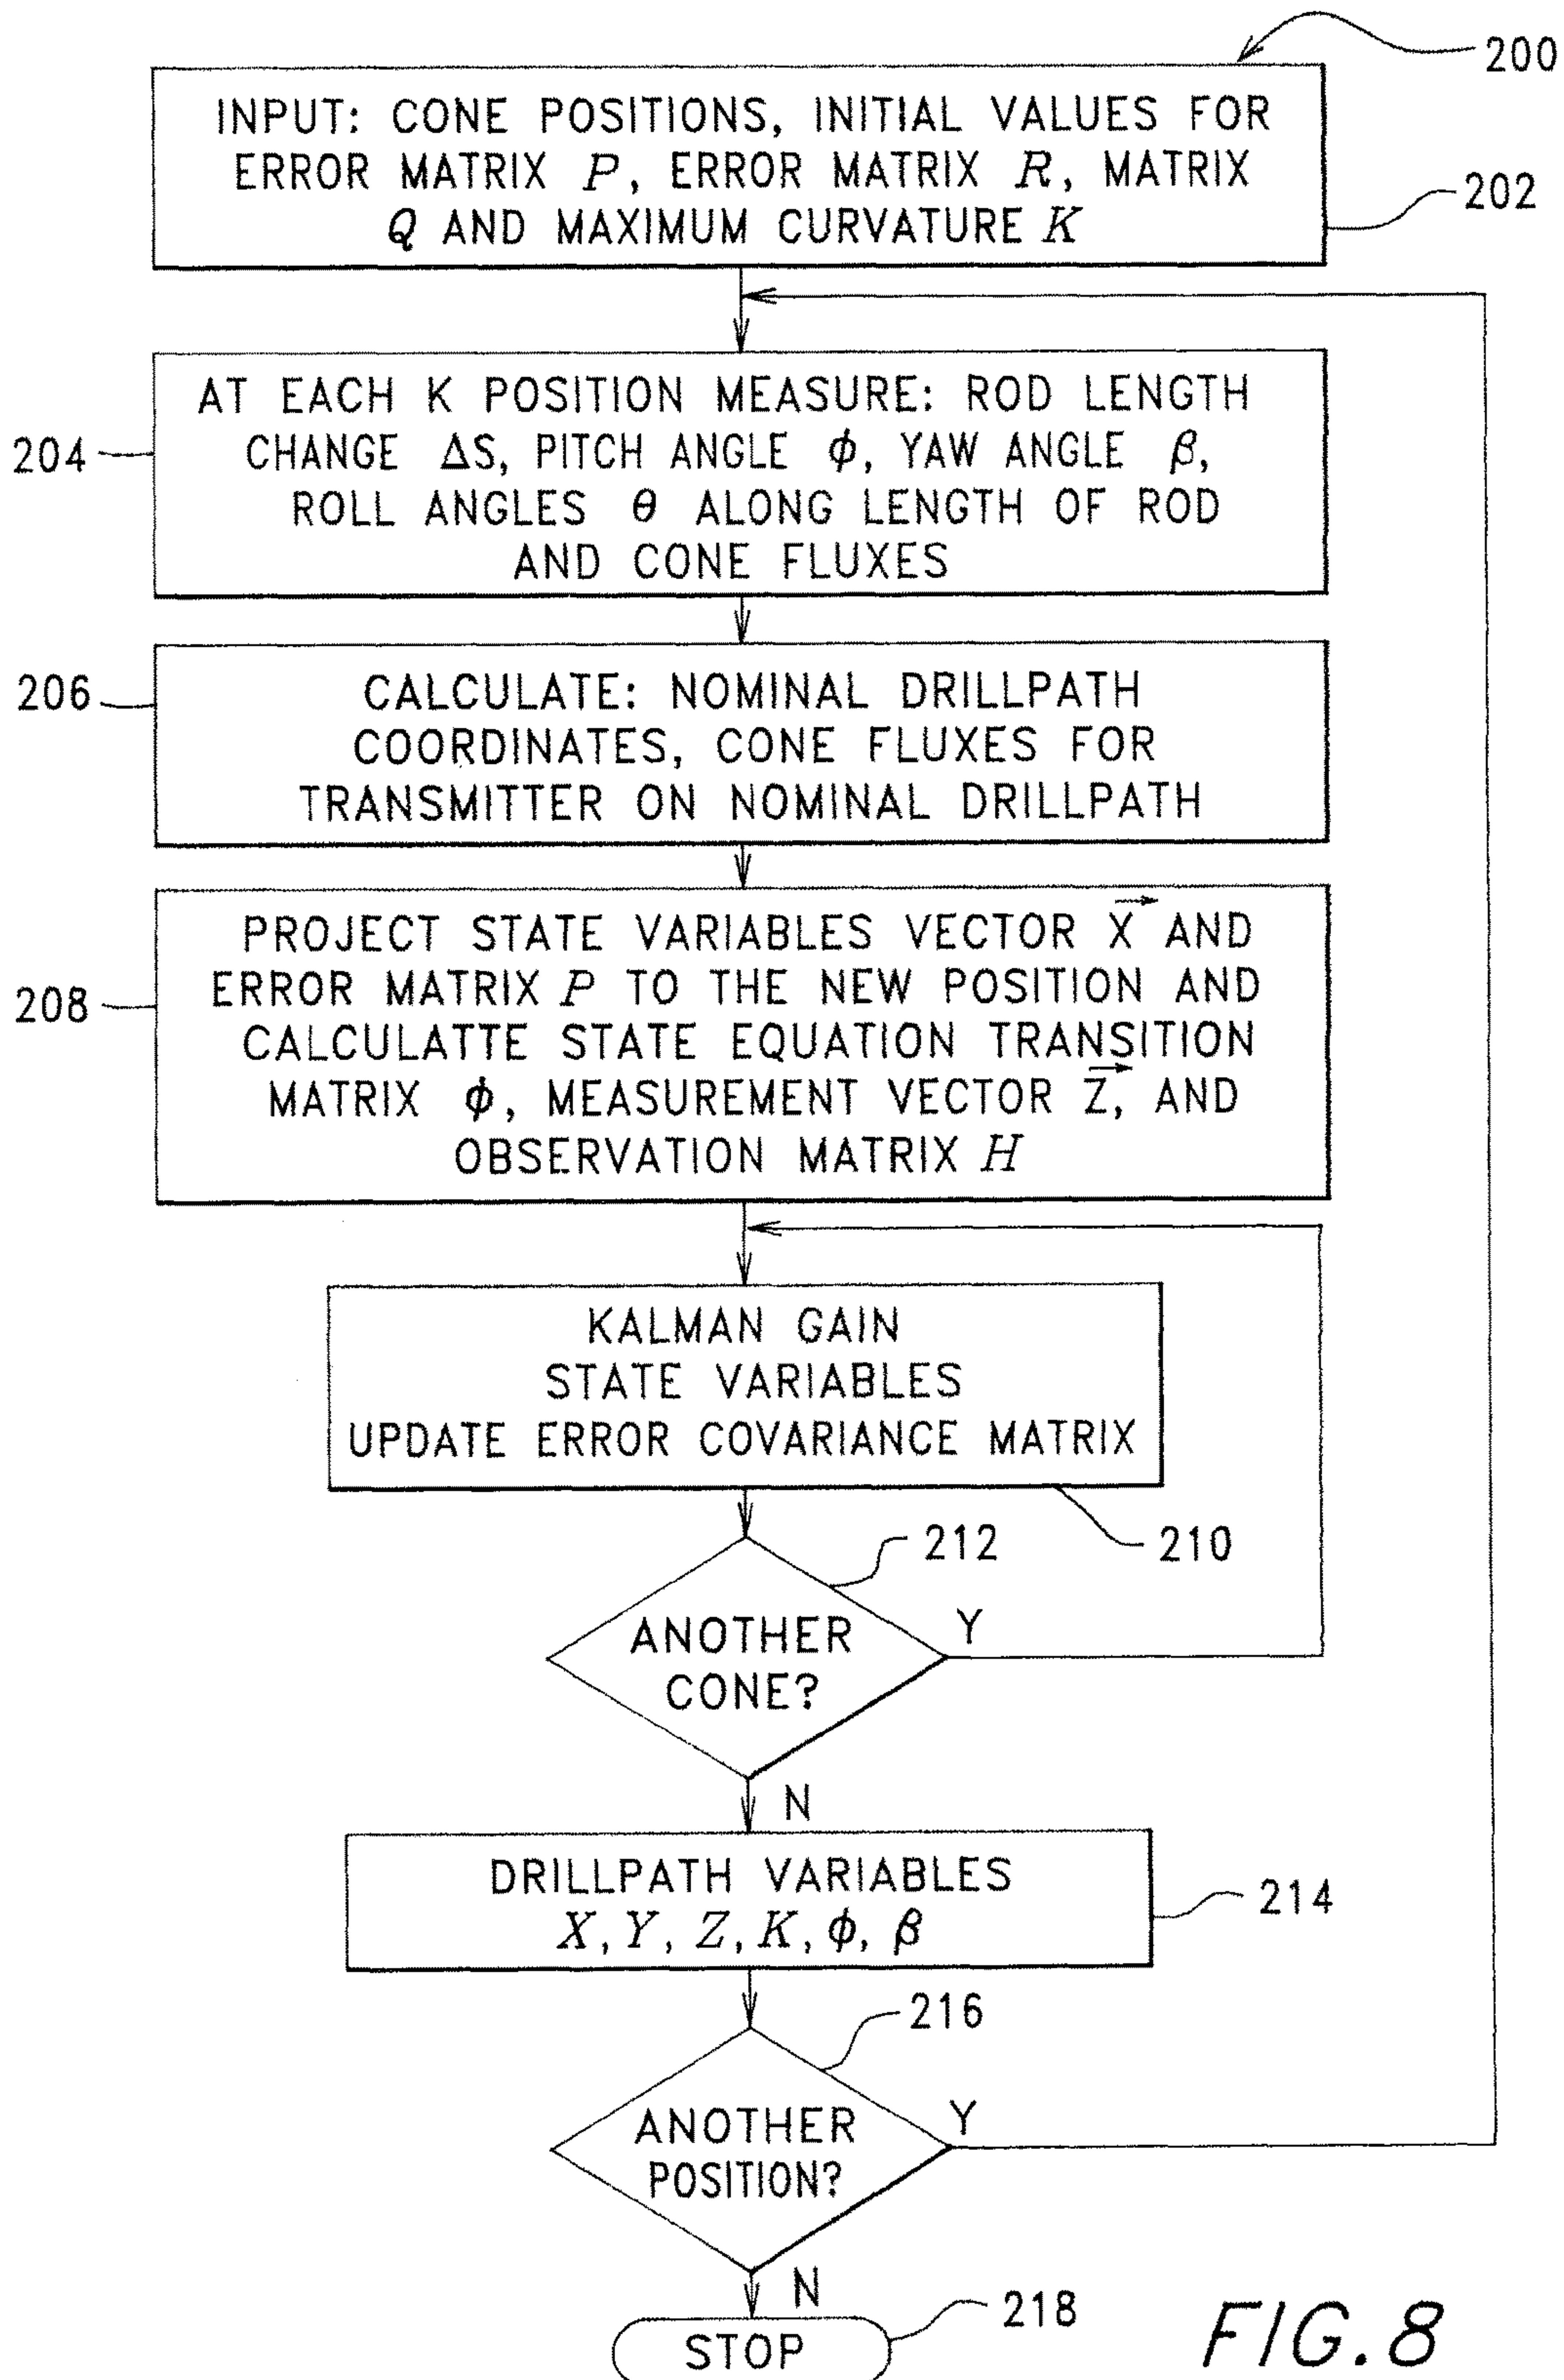 200
INPUT: CONE POSITIONS, INITIAL VALUES FOR
ERROR MATRIX P, ERROR MATRIX R, MATRIX
Q AND MAXIMUM CURVATURE K
202
AT EACH K POSITION MEASURE: ROD LENGTH
CHANGE ΔS, PITCH ANGLE ϕ, YAW ANGLE β,
ROLL ANGLES θ ALONG LENGTH OF ROD
AND CONE FLUXES
204
CALCULATE: NOMINAL DRILLPATH
COORDINATES, CONE FLUXES FOR
TRANSMITTER ON NOMINAL DRILLPATH
206
PROJECT STATE VARIABLES VECTOR X⃗ AND
ERROR MATRIX P TO THE NEW POSITION AND
CALCULATTE STATE EQUATION TRANSITION
MATRIX ϕ, MEASUREMENT VECTOR Z⃗, AND
OBSERVATION MATRIX H
208
KALMAN GAIN
STATE VARIABLES
UPDATE ERROR COVARIANCE MATRIX
210
212
ANOTHER
CONE?
Y
N
DRILLPATH VARIABLES
X, Y, Z, K, ϕ, β
214
216
ANOTHER
POSITION?
Y
N
STOP
218
FIG. 8